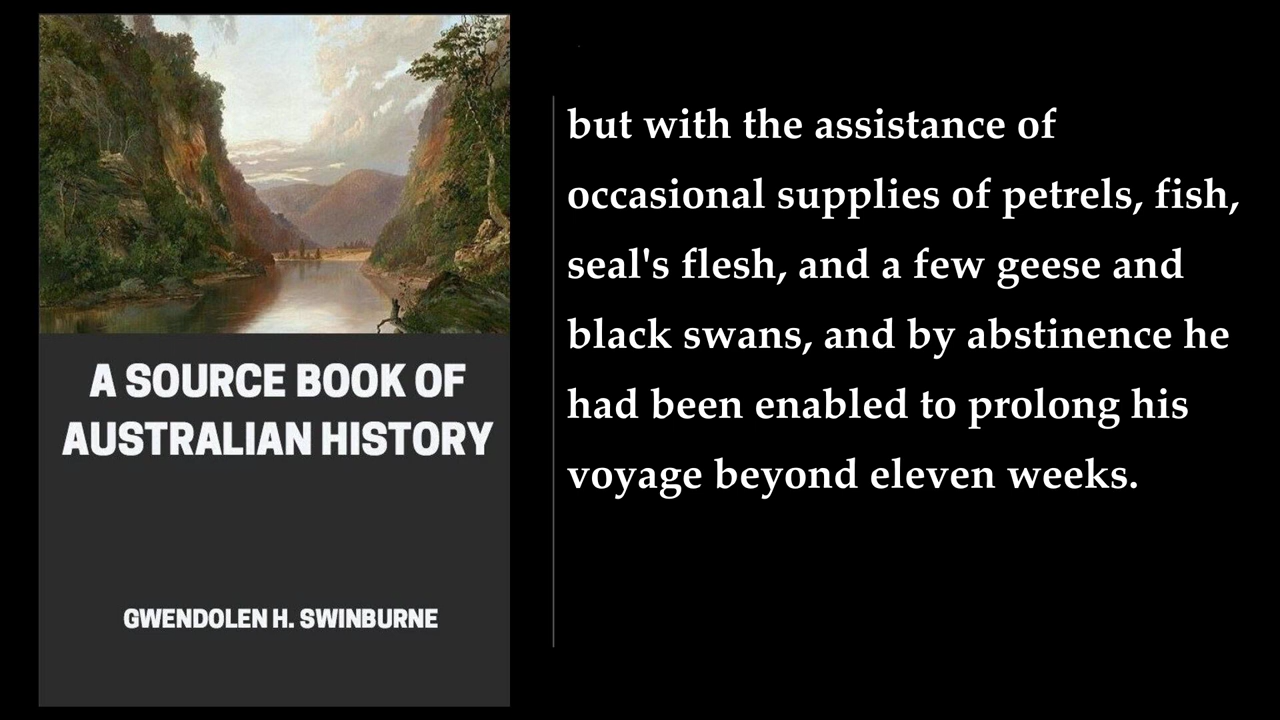 A SOURCE BOOK OF
AUSTRALIAN HISTORY
GWENDOLEN H. SWINBURNE
but with the assistance of
occasional supplies of petrels, fish,
seal's flesh, and a few geese and
black swans, and by abstinence he
had been enabled to prolong his
voyage beyond eleven weeks.